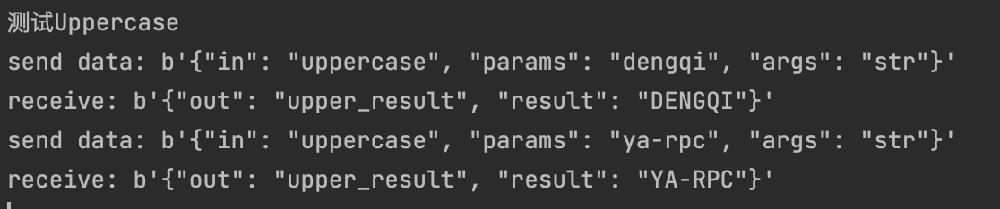 测试Uppercase
send data: b'{"in": "uppercase", "params": "dengqi", "args": "str"}'
receive: b'{"out": "upper_result", "result": "DENGQI"}'
send data: b'{"in": "uppercase", "params": "ya-rpc", "args": "str"}'
receive: b'{"out": "upper_result", "result": "YA-RPC"}'